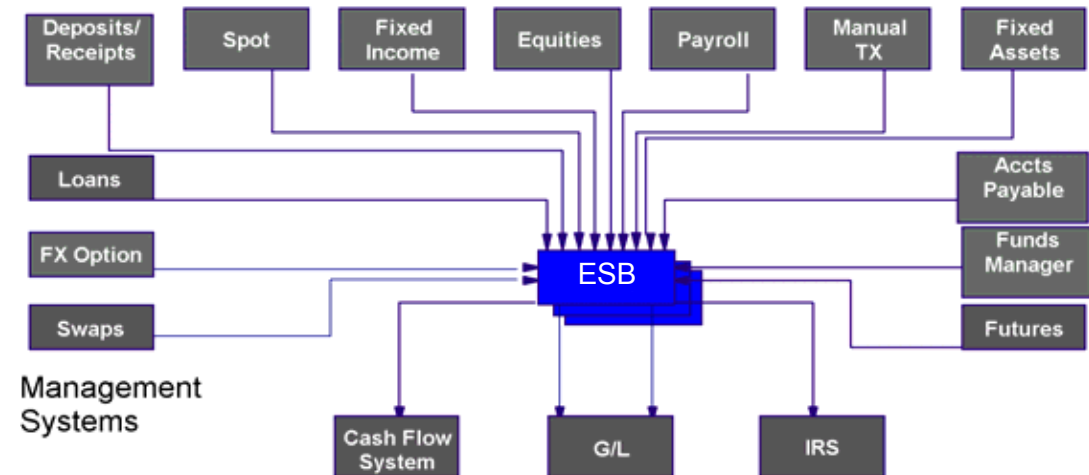 Deposits/
Receipts
Spot
Fixed
Income
Equities
Payroll
Manual
TX
Fixed
Assets
Loans
Accts
Payable
FX Option
ESB
Funds
Manager
Swaps
Futures
Management
Systems
Cash Flow
System
G/L
IRS